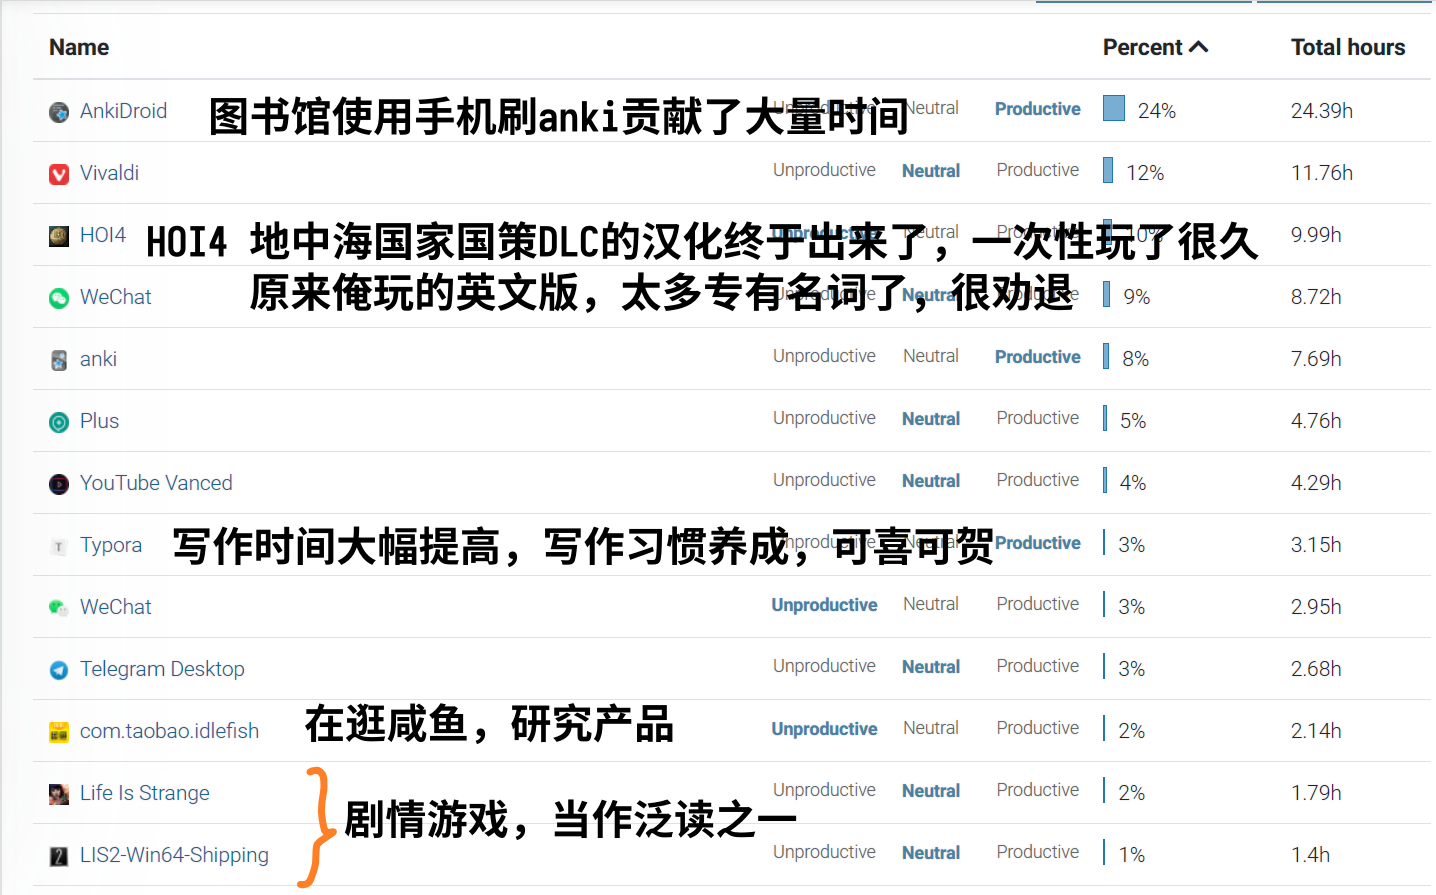 Name Percent Total hours
AnkiDroid 图书馆使用手机刷anki贡献了大量时间 Unproductive Neutral Productive 24% 24.39h
Vivaldi Unproductive Neutral Productive 12% 11.76h
HOI4 HOI4 地中海国家国策DLC的汉化终于出来了，一次性玩了很久 Unproductive Neutral Productive 10% 9.99h
WeChat 原来俺玩的英文版，太多专有名词了，很劝退 Unproductive Neutral Productive 9% 8.72h
anki Unproductive Neutral Productive 8% 7.69h
Plus Unproductive Neutral Productive 5% 4.76h
YouTube Vanced Unproductive Neutral Productive 4% 4.29h
Typora 写作时间大幅提高，写作习惯养成，可喜可贺 Unproductive Neutral Productive 3% 3.15h
WeChat Unproductive Neutral Productive 3% 2.95h
Telegram Desktop Unproductive Neutral Productive 3% 2.68h
com.taobao.idlefish 在逛咸鱼，研究产品 Unproductive Neutral Productive 2% 2.14h
Life Is Strange Unproductive Neutral Productive 2% 1.79h
剧情游戏，当作泛读之一
LIS2-Win64-Shipping Unproductive Neutral Productive 1% 1.4h